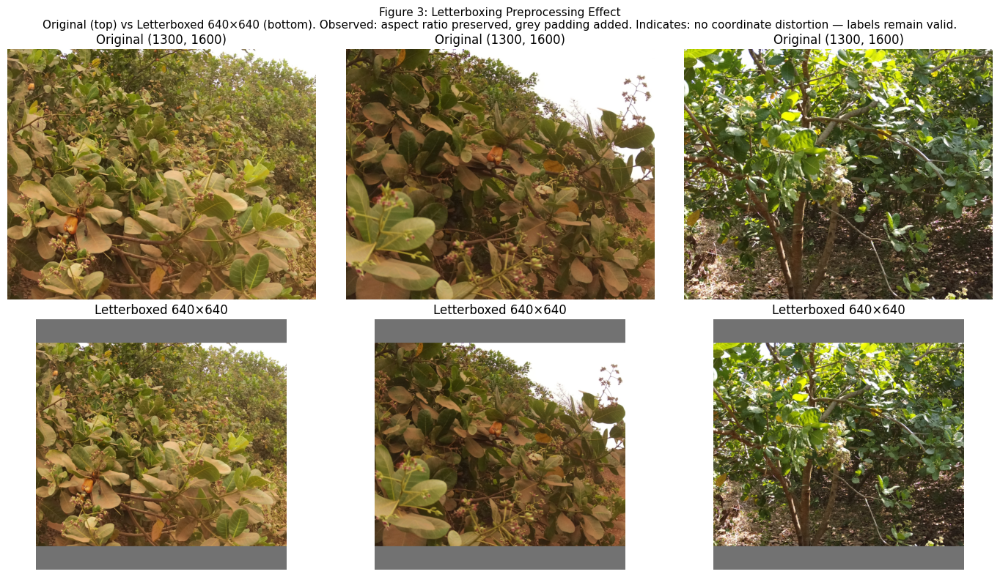 Figure 3: Letterboxing Preprocessing Effect
Original (top) vs Letterboxed 640×640 (bottom). Observed: aspect ratio preserved, grey padding added. Indicates: no coordinate distortion — labels remain valid.
Original (1300, 1600)
Original (1300, 1600)
Original (1300, 1600)
Letterboxed 640×640
Letterboxed 640×640
Letterboxed 640×640